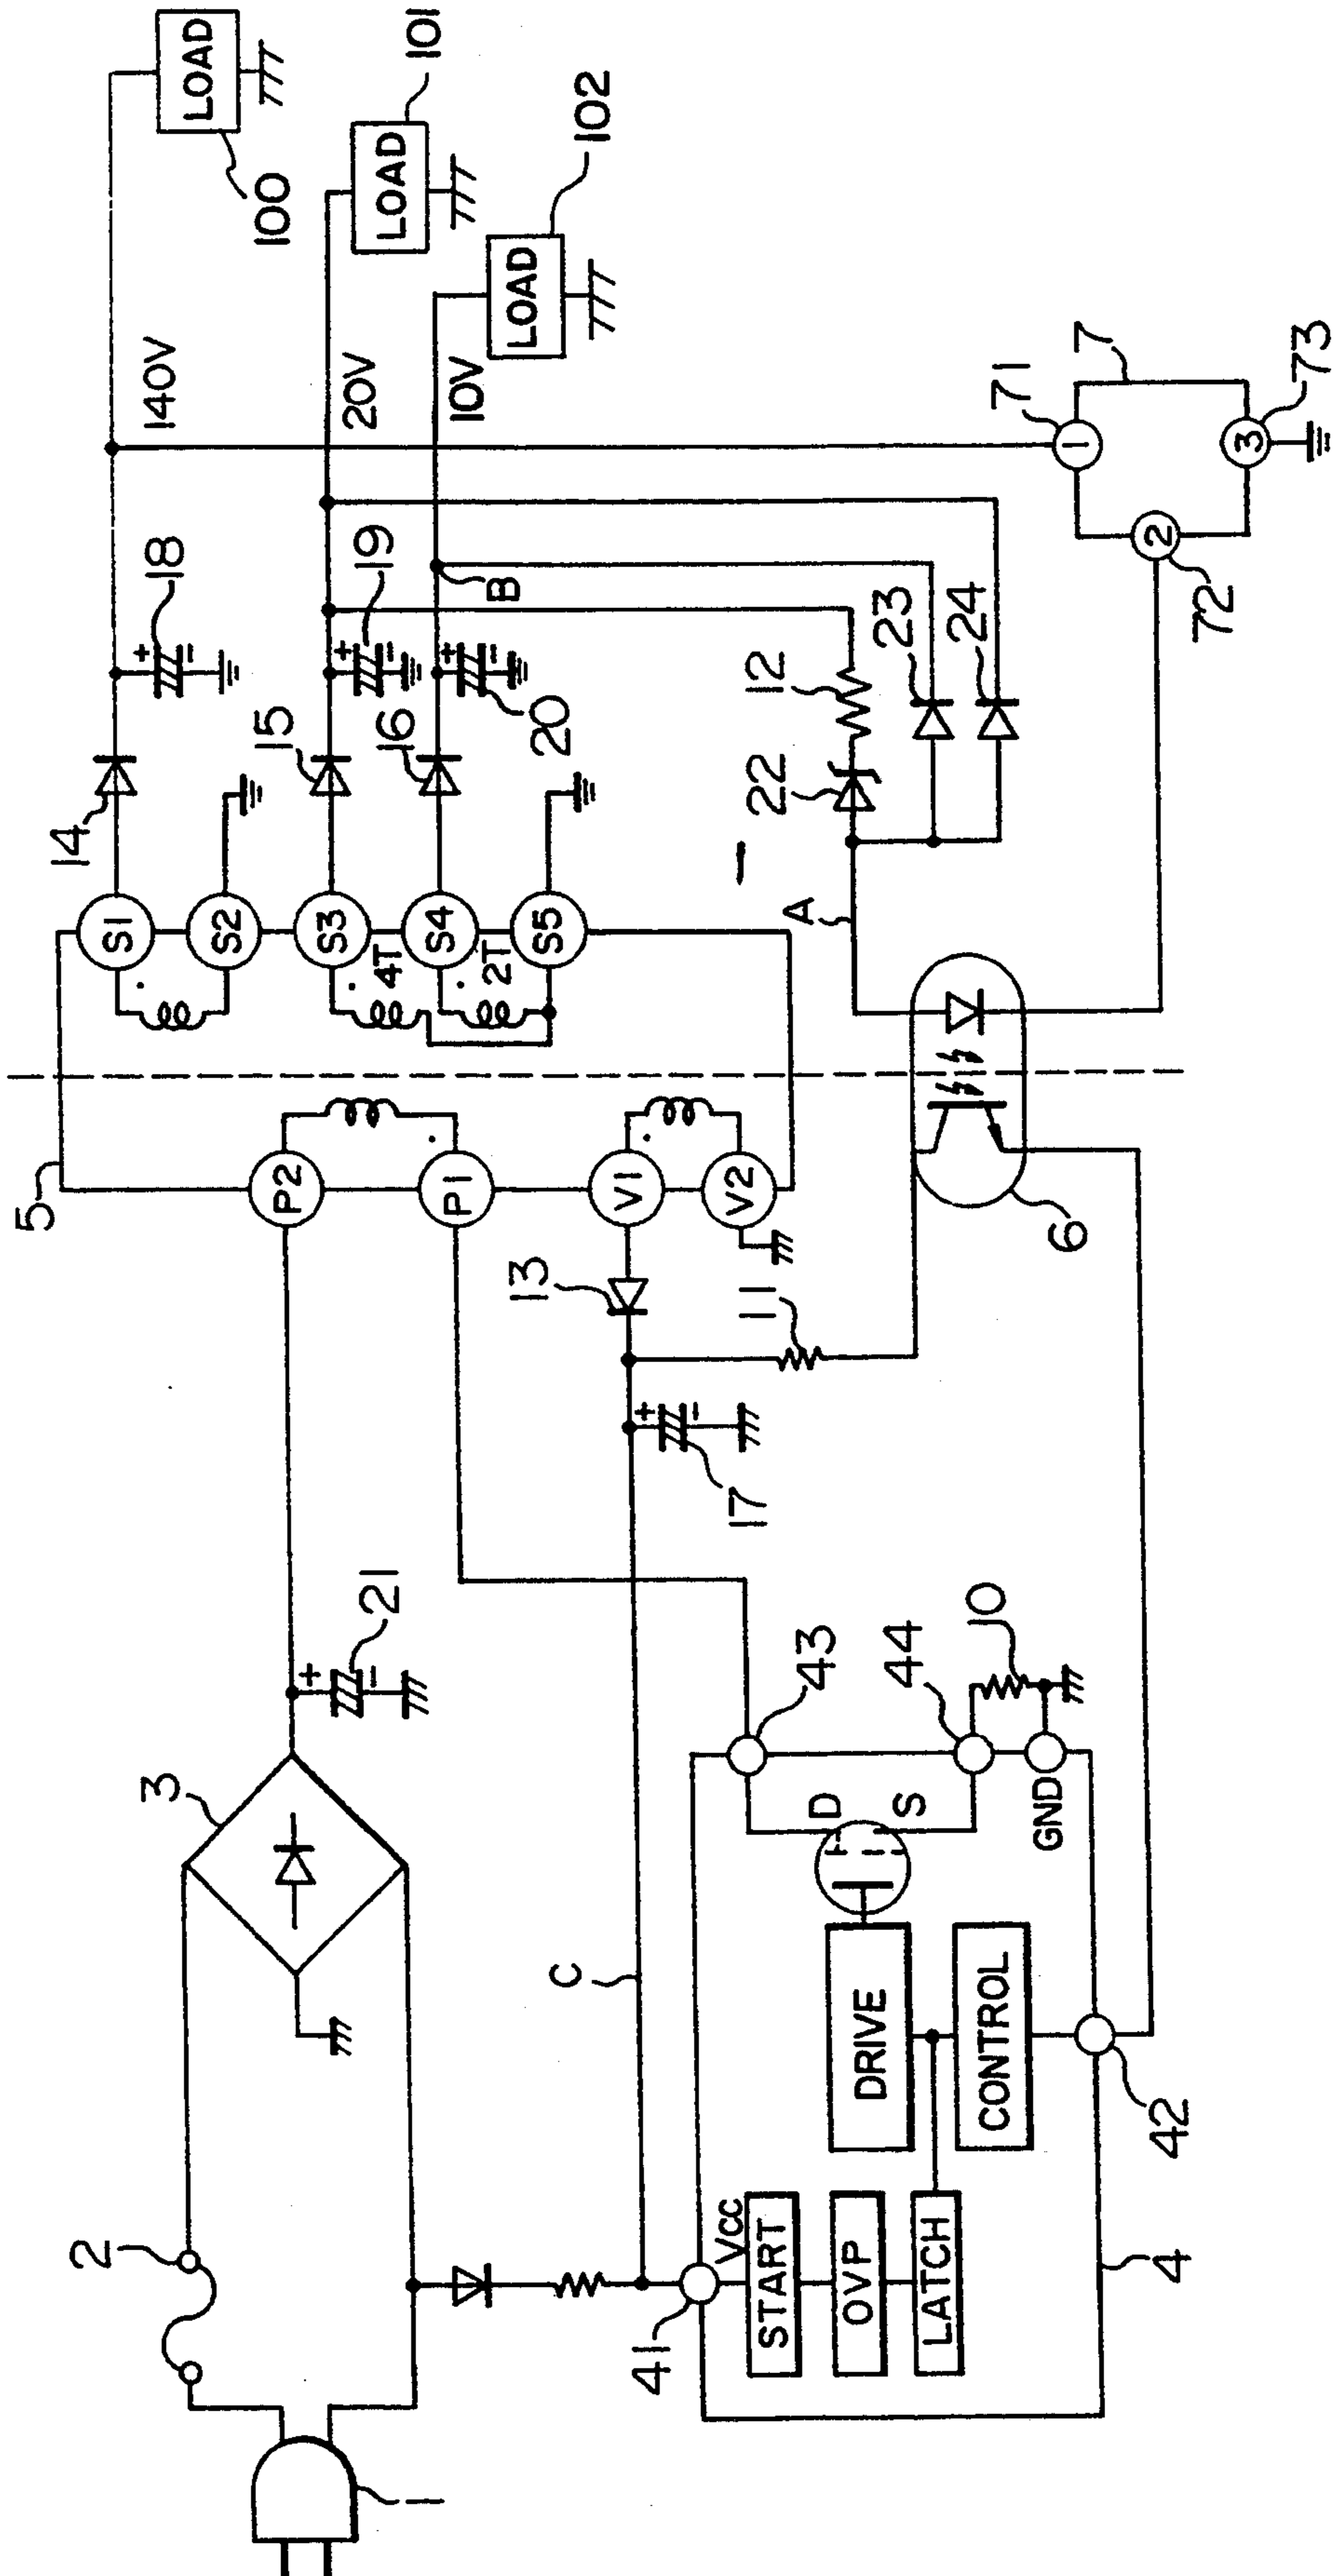 1
2
3
+
−
21
5
P2
P1
V1
V2
S1
S2
S3
4T
S4
2T
S5
14
+
−
18
140V
LOAD
100
15
+
−
19
20V
LOAD
101
16
+
−
20
B
10V
LOAD
102
13
+
−
17
11
C
A
−
22
12
23
24
6
1
71
2
72
3
73
7
41
VCC
START
OVP
LATCH
DRIVE
CONTROL
D
S
43
44
10
GND
42
4